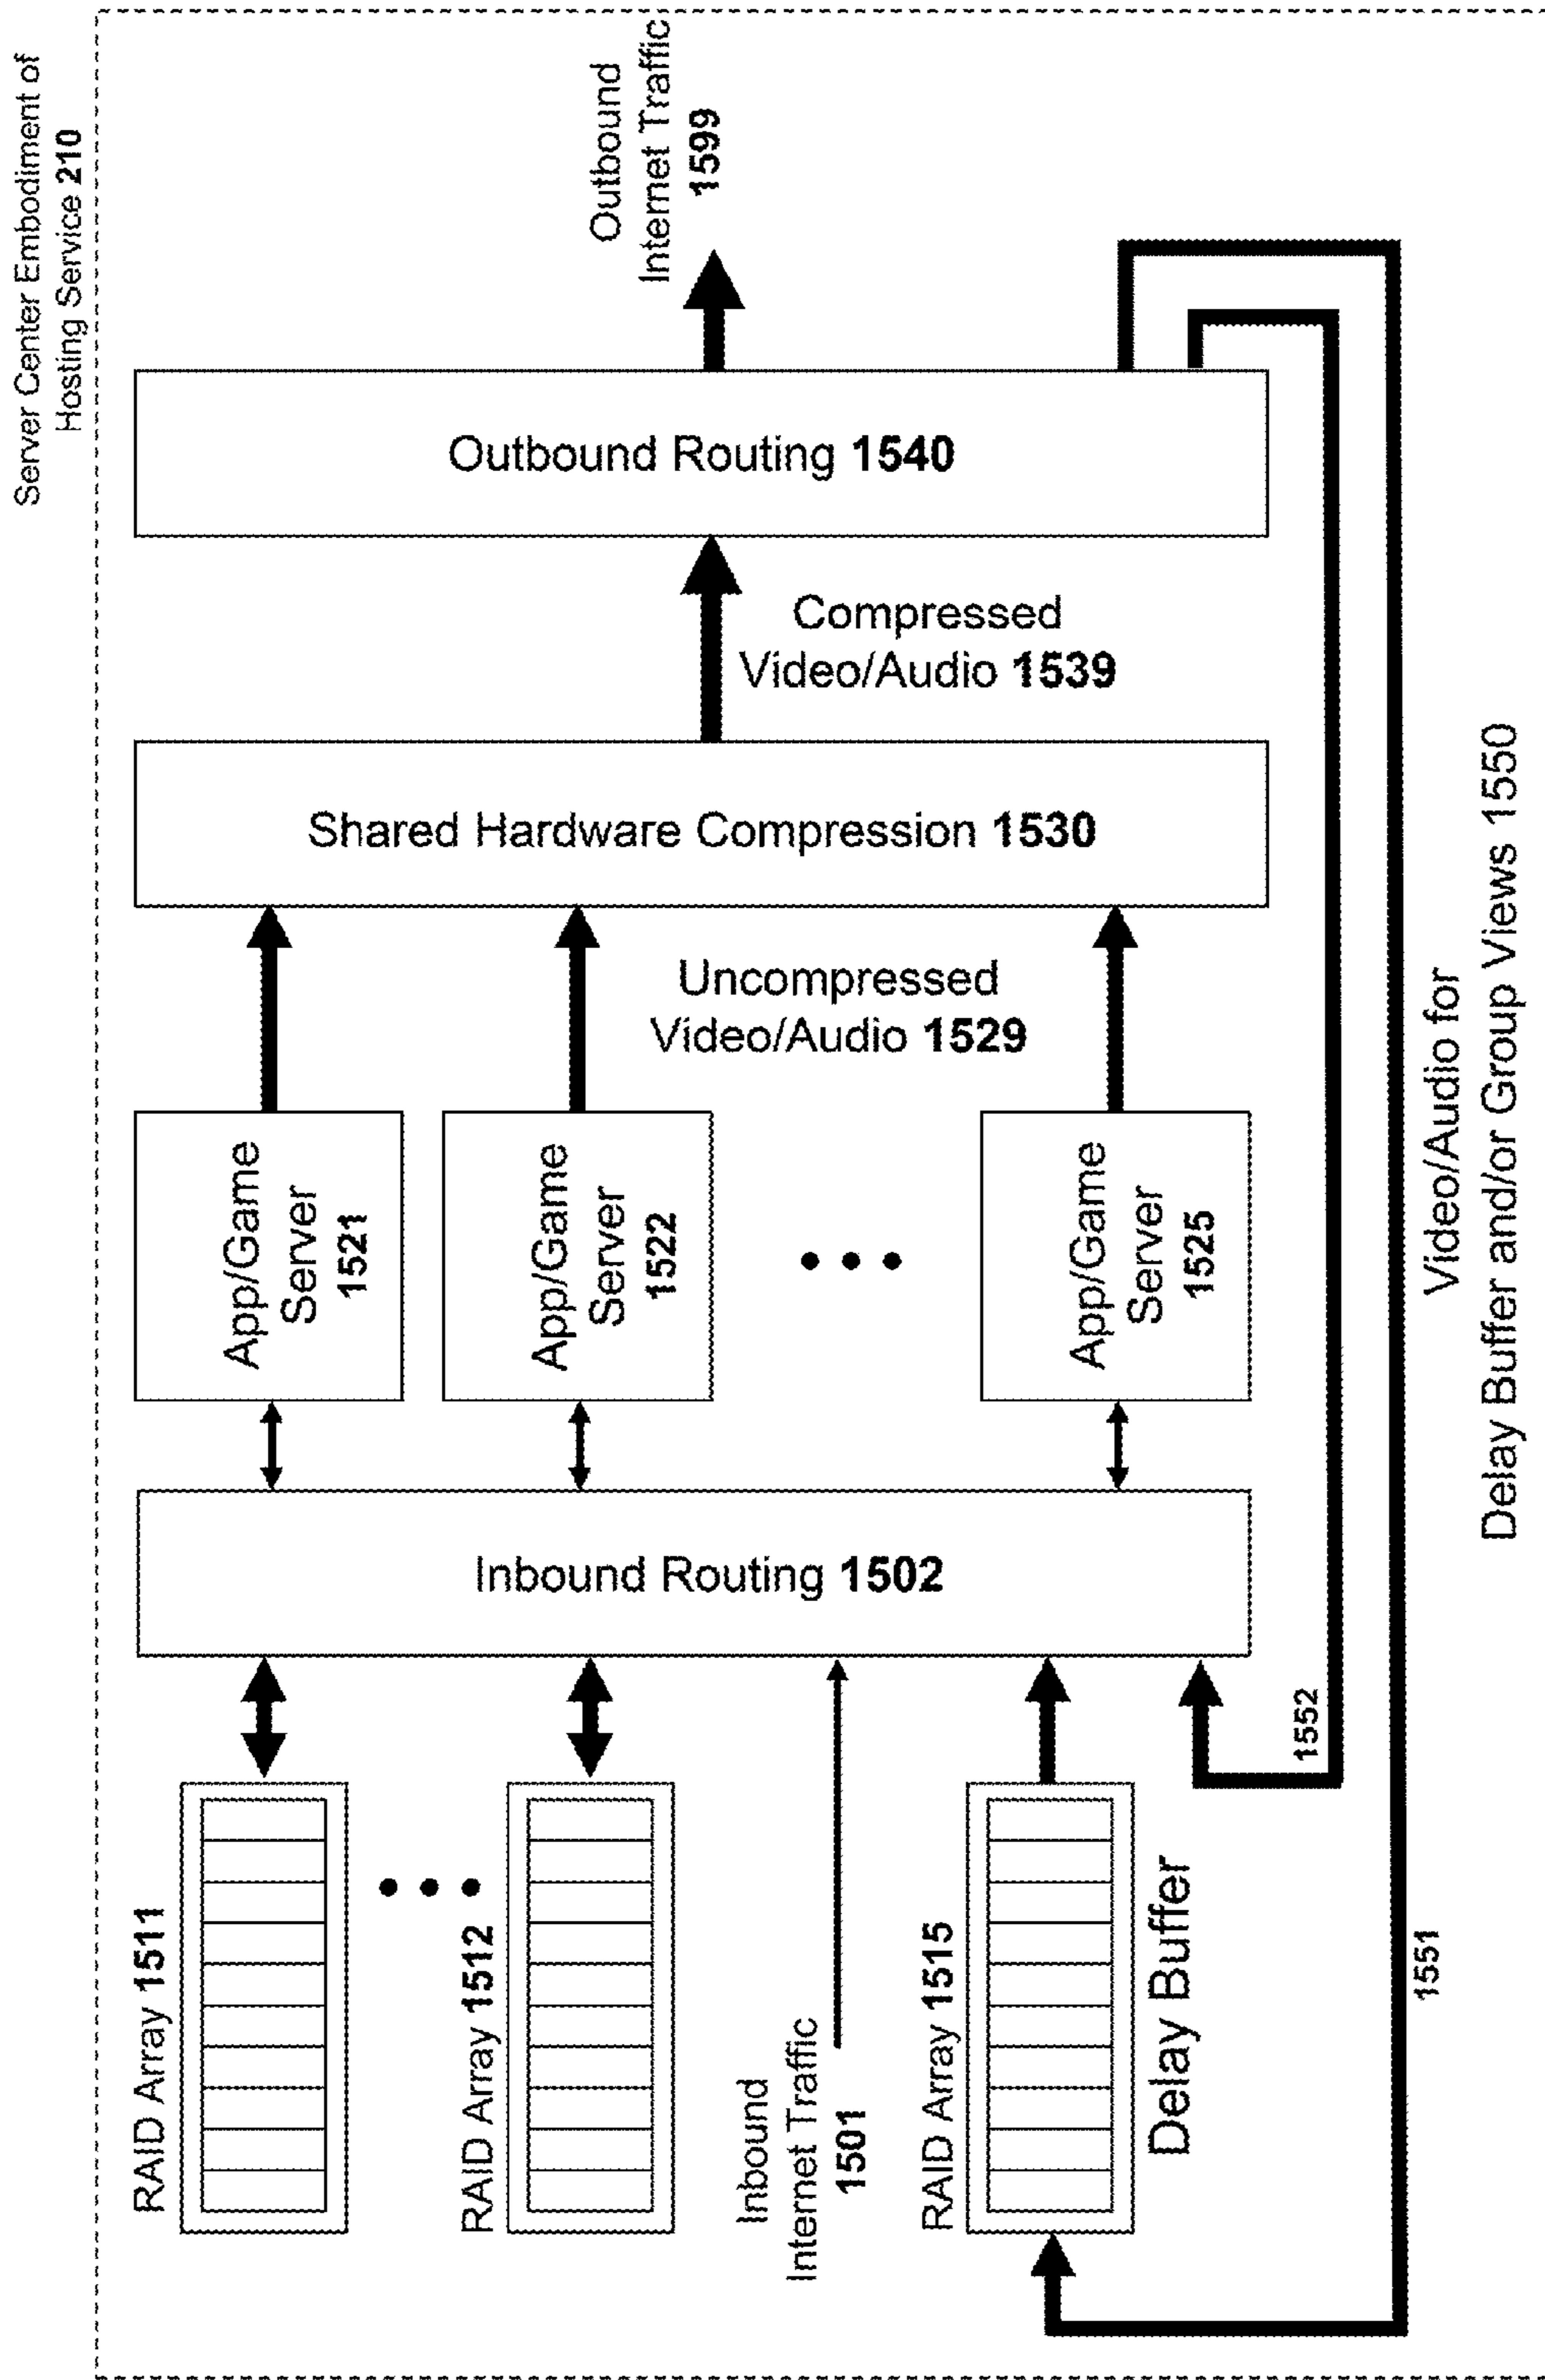 Server Center Embodiment of
Hosting Service 210
RAID Array 1511
RAID Array 1512
Inbound
Internet Traffic
1501
RAID Array 1515
Delay Buffer
Inbound Routing 1502
App/Game
Server
1521
App/Game
Server
1522
App/Game
Server
1525
Uncompressed
Video/Audio 1529
Shared Hardware Compression 1530
Compressed
Video/Audio 1539
Outbound Routing 1540
Outbound
Internet Traffic
1599
1552
1551
Video/Audio for
Delay Buffer and/or Group Views 1550